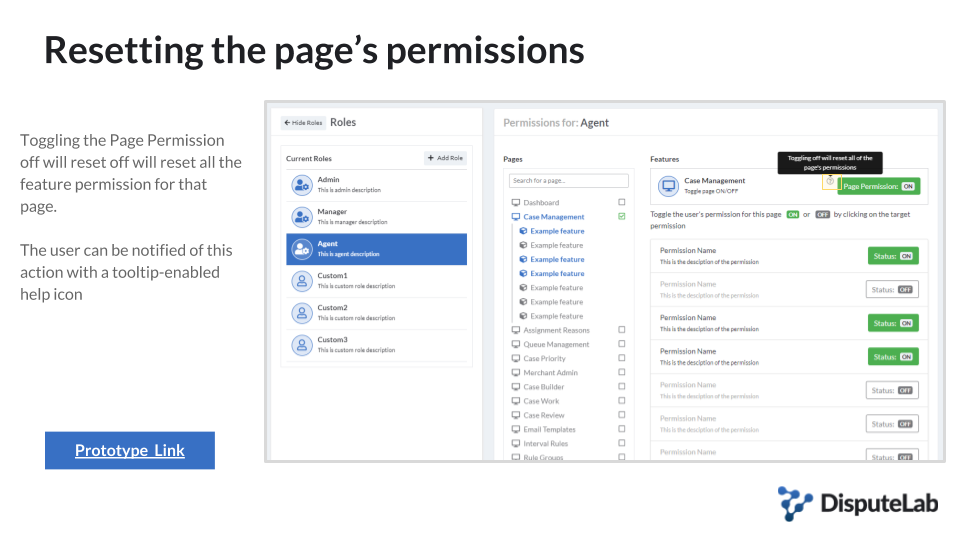 Resetting the page's permissions
Toggling the Page Permission
off will reset off will reset all the
feature permission for that
page.
The user can be notified of this
action with a tooltip-enabled
help icon
Prototype Link
Hide Roles
Roles
Current Roles
Add Role
Admin
This is admin description
Manager
This is manager description
Agent
This is agent description
Custom1
This is custom role description
Custom2
This is custom role description
Custom3
This is custom role description
Permissions for: Agent
Pages
Search for a page...
Dashboard
Case Management
Example feature
Example feature
Example feature
Example feature
Example feature
Example feature
Example feature
Assignment Reasons
Queue Management
Case Priority
Merchant Admin
Case Builder
Case Work
Case Review
Email Templates
Interval Rules
Rule Groups
Features
Toggling off will reset all of the
page's permissions
Case Management
Toggle page ON/OFF
Page Permission: ON
Toggle the user's permission for this page ON or OFF by clicking on the target
permission
Permission Name
This is the desciption of the permission
Status: ON
Permission Name
This is the desciption of the permission
Status: OFF
Permission Name
This is the desciption of the permission
Status: ON
Permission Name
This is the desciption of the permission
Status: ON
Permission Name
This is the desciption of the permission
Status: OFF
Permission Name
This is the desciption of the permission
Status: OFF
Permission Name
Status: OFF
DisputeLab